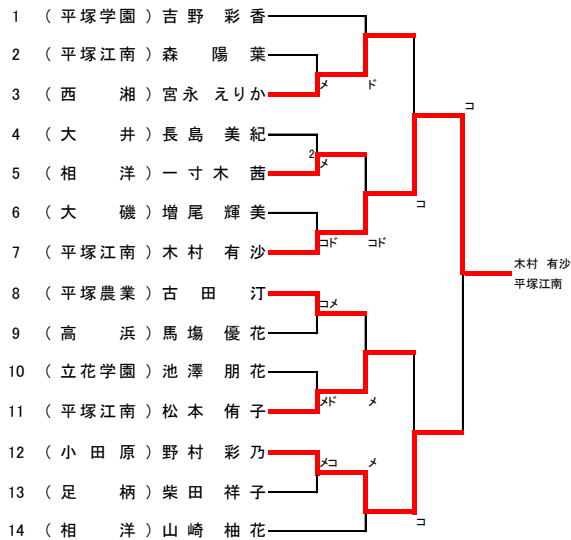 1 （ 平塚学園 ） 吉 野 彩 香
2 （ 平塚江南 ） 森 陽 葉
3 （ 西 湘 ） 宮永 えりか
メ ド コ
4 （ 大 井 ） 長 島 美 紀
5 （ 相 洋 ） 一 寸 木 茜
2 メ
6 （ 大 磯 ） 増 尾 輝 美
コ
7 （ 平塚江南 ） 木 村 有 沙
コド コド
木村 有沙
平塚江南
8 （ 平塚農業 ） 古 田 汀
コメ
9 （ 高 浜 ） 馬 塲 優 花
10 （ 立花学園 ） 池 澤 朋 花
11 （ 平塚江南 ） 松 本 侑 子
メド メ
12 （ 小 田 原 ） 野 村 彩 乃
メコ メ
13 （ 足 柄 ） 柴 田 祥 子
14 （ 相 洋 ） 山 崎 柚 花
コ